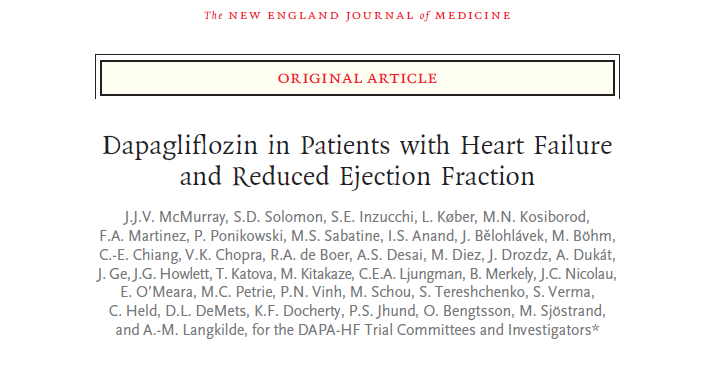 The NEW ENGLAND JOURNAL of MEDICINE
ORIGINAL ARTICLE
Dapagliflozin in Patients with Heart Failure
and Reduced Ejection Fraction
J.J.V. McMurray, S.D. Solomon, S.E. Inzucchi, L. Køber, M.N. Kosiborod,
F.A. Martinez, P. Ponikowski, M.S. Sabatine, I.S. Anand, J. Bělohlávek, M. Böhm,
C.-E. Chiang, V.K. Chopra, R.A. de Boer, A.S. Desai, M. Diez, J. Drozdz, A. Dukát,
J. Ge, J.G. Howlett, T. Katova, M. Kitakaze, C.E.A. Ljungman, B. Merkely, J.C. Nicolau,
E. O’Meara, M.C. Petrie, P.N. Vinh, M. Schou, S. Tereshchenko, S. Verma,
C. Held, D.L. DeMets, K.F. Docherty, P.S. Jhund, O. Bengtsson, M. Sjöstrand,
and A.-M. Langkilde, for the DAPA-HF Trial Committees and Investigators*